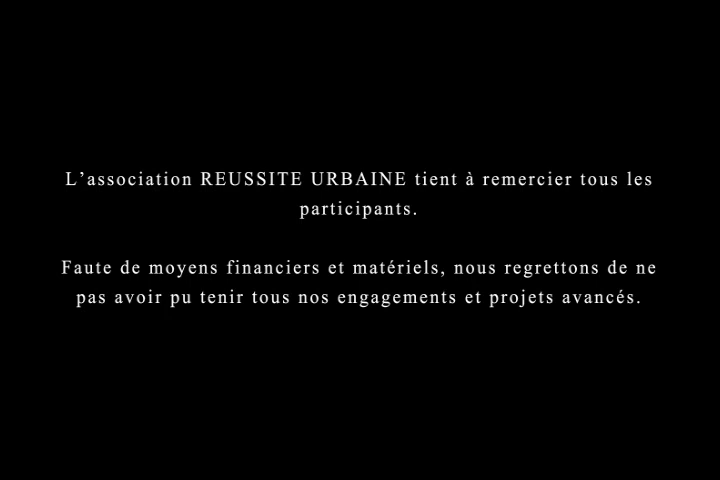 L’association REUSSITE URBAINE tient à remercier tous les
participants.
Faute de moyens financiers et matériels, nous regrettons de ne
pas avoir pu tenir tous nos engagements et projets avancés.